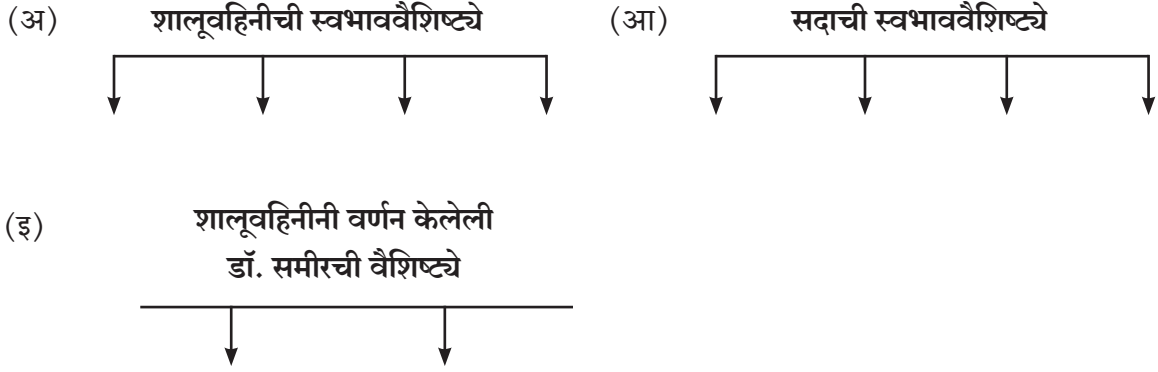 (अ) शालूवहिनीची स्वभाववैशिष्ट्ये
(आ) सदाची स्वभाववैशिष्ट्ये
(इ) शालूवहिनीनी वर्णन केलेली
डॉ. समीरची वैशिष्ट्ये